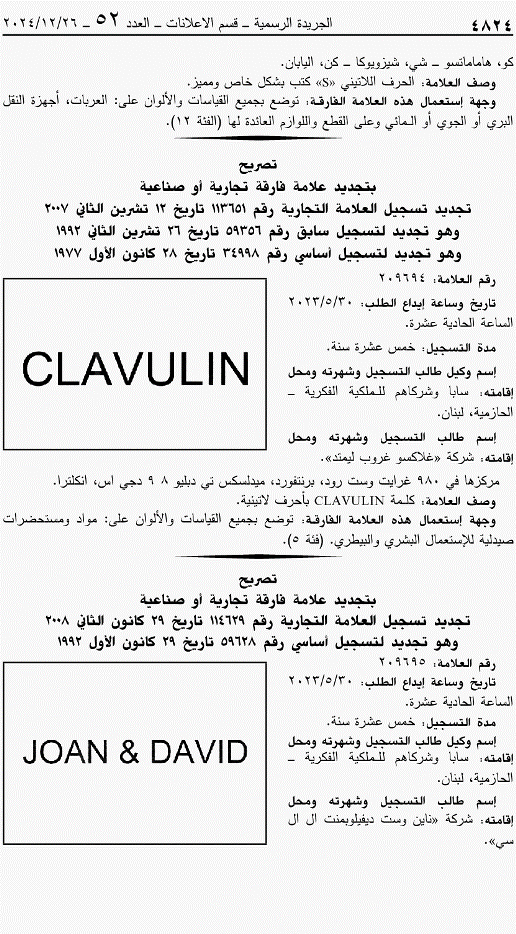 ٤٨٢٤
الجريدة الرسمية ــ قسم الاعلانات ــ العدد ٥٢ ــ ٢٠٢٤/١٢/٢٦
كو، هاماماتسو ــ شي، شيزويوكا ــ كن، اليابان.
وصف العلامة: الحرف اللاتيني «S» كتب بشكل خاص ومميز.
وجهة إستعمال هذه العلامة الفارقة: توضع بجميع القياسات والألوان على: العربات، أجهزة النقل
البري أو الجوي أو المائي وعلى القطع واللوازم العائدة لها (الفئة ١٢).
تصريح
بتجديد علامة فارقة تجارية أو صناعية
تجديد تسجيل العلامة التجارية رقم ١١٣٦٥١ تاريخ ١٢ تشرين الثاني ٢٠٠٧
وهو تجديد لتسجيل سابق رقم ٥٩٣٥٦ تاريخ ٢٦ تشرين الثاني ١٩٩٢
وهو تجديد لتسجيل أساسي رقم ٣٤٩٩٨ تاريخ ٢٨ كانون الأول ١٩٧٧
رقم العلامة: ٢٠٩٦٩٤
تاريخ وساعة إيداع الطلب: ٢٠٢٣/٥/٣٠
الساعة الحادية عشرة.
مدة التسجيل: خمس عشرة سنة.
إسم وكيل طالب التسجيل وشهرته ومحل
إقامته: سابا وشركاهم للملكية الفكرية ــ
الحازمية، لبنان.
إسم طالب التسجيل وشهرته ومحل
إقامته: شركة «غلاكسو غروب ليمتد».
CLAVULIN
مركزها في ٩٨٠ غرايت وست رود، برنتفورد، ميدلسكس تي دبليو ٨ ٩ دجي اس، انكلترا.
وصف العلامة: كلمة CLAVULIN بأحرف لاتينية.
وجهة إستعمال هذه العلامة الفارقة: توضع بجميع القياسات والألوان على: مواد ومستحضرات
صيدلية للإستعمال البشري والبيطري. (فئة ٥).
تصريح
بتجديد علامة فارقة تجارية أو صناعية
تجديد تسجيل العلامة التجارية رقم ١١٤٦٢٩ تاريخ ٢٩ كانون الثاني ٢٠٠٨
وهو تجديد لتسجيل أساسي رقم ٥٩٦٢٨ تاريخ ٢٩ كانون الأول ١٩٩٢
رقم العلامة: ٢٠٩٦٩٥
تاريخ وساعة إيداع الطلب: ٢٠٢٣/٥/٣٠
الساعة الحادية عشرة.
مدة التسجيل: خمس عشرة سنة.
إسم وكيل طالب التسجيل وشهرته ومحل
إقامته: سابا وشركاهم للملكية الفكرية ــ
الحازمية، لبنان.
إسم طالب التسجيل وشهرته ومحل
إقامته: شركة «ناين وست ديفيلوبمنت ال ال
سي».
JOAN & DAVID